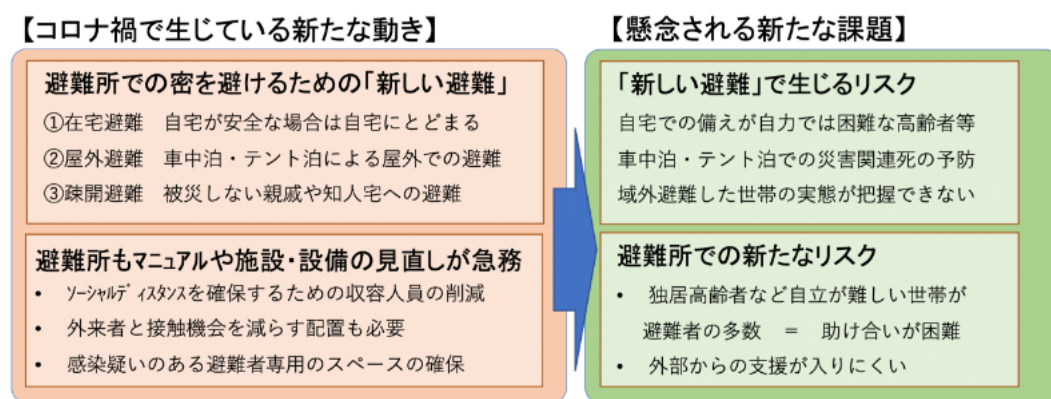 【コロナ禍で生じている新たな動き】
避難所での密を避けるための「新しい避難」
①在宅避難　自宅が安全な場合は自宅にとどまる
②屋外避難　車中泊・テント泊による屋外での避難
③疎開避難　被災しない親戚や知人宅への避難
避難所もﾏﾆｭｱﾙや施設・設備の見直しが急務
• ｿｰｼｬﾙﾃﾞｨｽﾀﾝｽを確保するための収容人員の削減
• 外来者と接触機会を減らす配置も必要
• 感染疑いのある避難者専用のスペースの確保
【懸念される新たな課題】
「新しい避難」で生じるリスク
自宅での備えが自力では困難な高齢者等
車中泊・テント泊での災害関連死の予防
域外避難した世帯の実態が把握できない
避難所での新たなリスク
• 独居高齢者など自立が難しい世帯が
避難者の多数　＝　助け合いが困難
• 外部からの支援が入りにくい